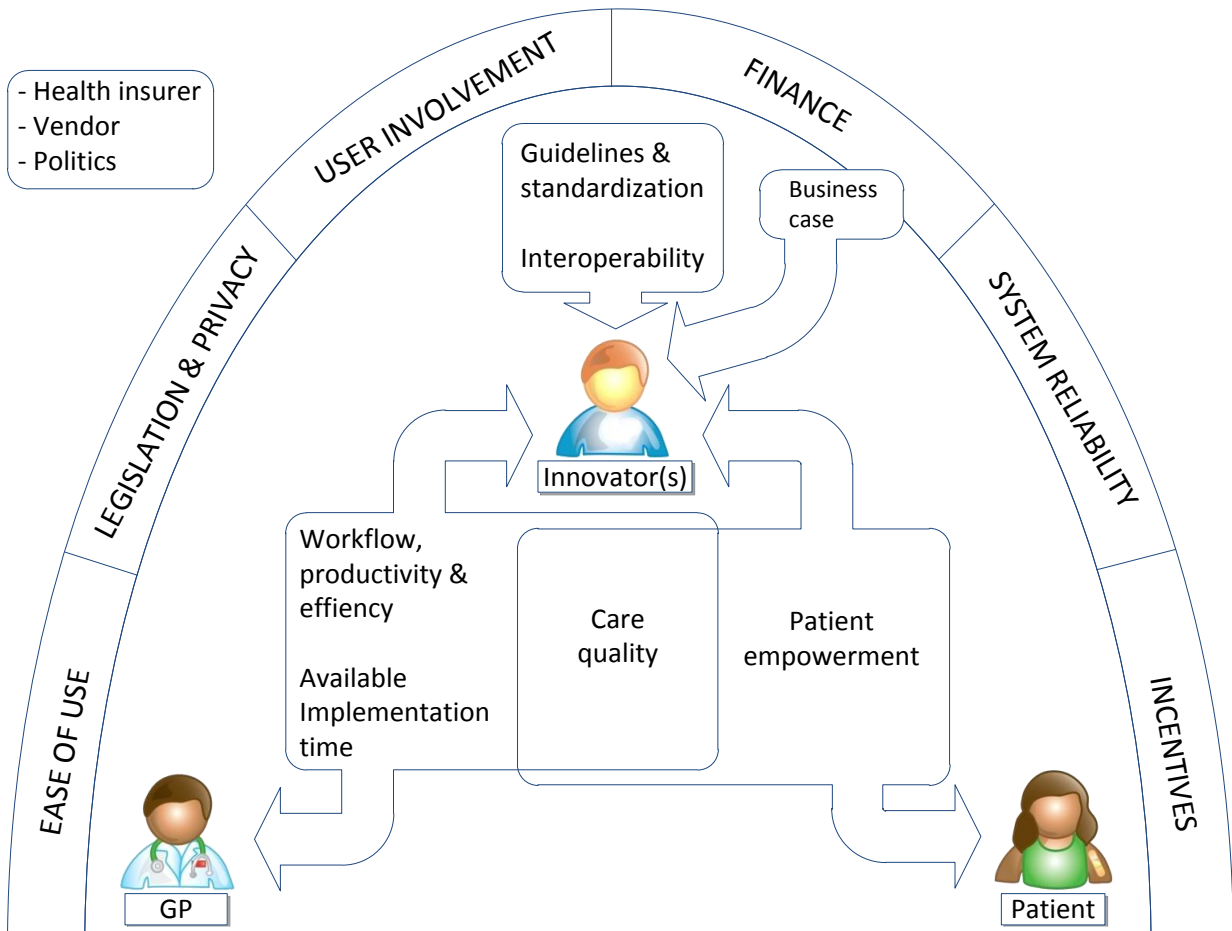 - Health insurer
- Vendor
- Politics
EASE OF USE
LEGISLATION & PRIVACY
USER INVOLVEMENT
FINANCE
SYSTEM RELIABILITY
INCENTIVES
Guidelines &
standardization
Interoperability
Business
case
Innovator(s)
Workflow,
productivity &
effiency
Available
Implementation
time
Care
quality
Patient
empowerment
GP
Patient